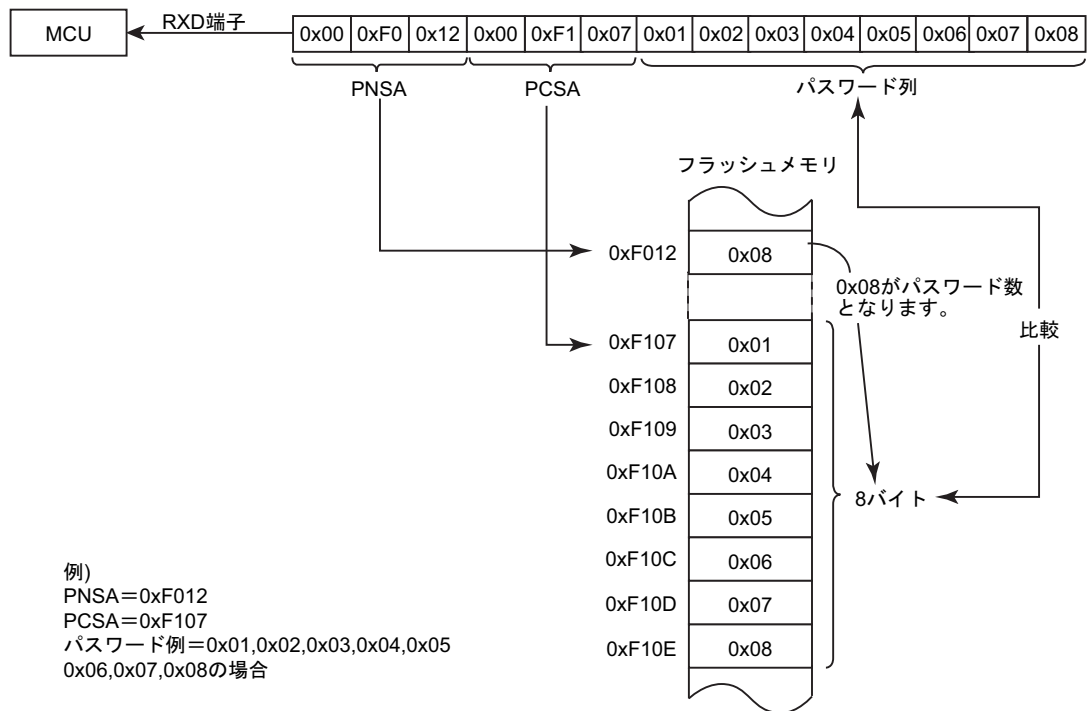 MCU
RXD端子
0x00 0xF0 0x12 0x00 0xF1 0x07 0x01 0x02 0x03 0x04 0x05 0x06 0x07 0x08
PNSA
PCSA
パスワード列
フラッシュメモリ
0xF012
0x08
0x08がパスワード数
となります。
比較
0xF107
0x01
0xF108
0x02
0xF109
0x03
0xF10A
0x04
8バイト
0xF10B
0x05
0xF10C
0x06
0xF10D
0x07
0xF10E
0x08
例)
PNSA=0xF012
PCSA=0xF107
パスワード例=0x01,0x02,0x03,0x04,0x05
0x06,0x07,0x08の場合